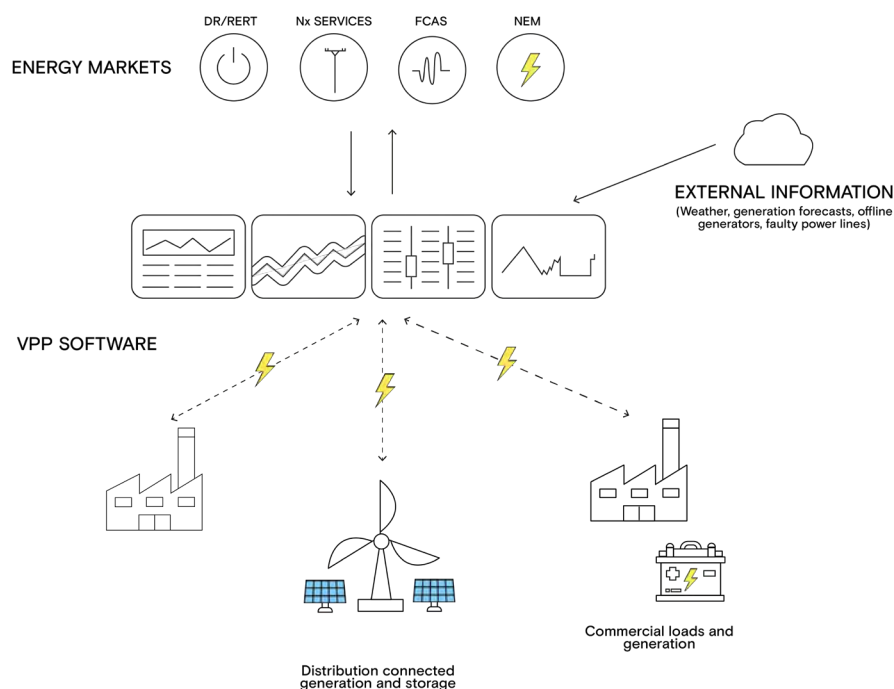 DR/RERT
Nx SERVICES
FCAS
NEM
ENERGY MARKETS
EXTERNAL INFORMATION
(Weather, generation forecasts, offline
generators, faulty power lines)
VPP SOFTWARE
Commercial loads and
generation
Distribution connected
generation and storage